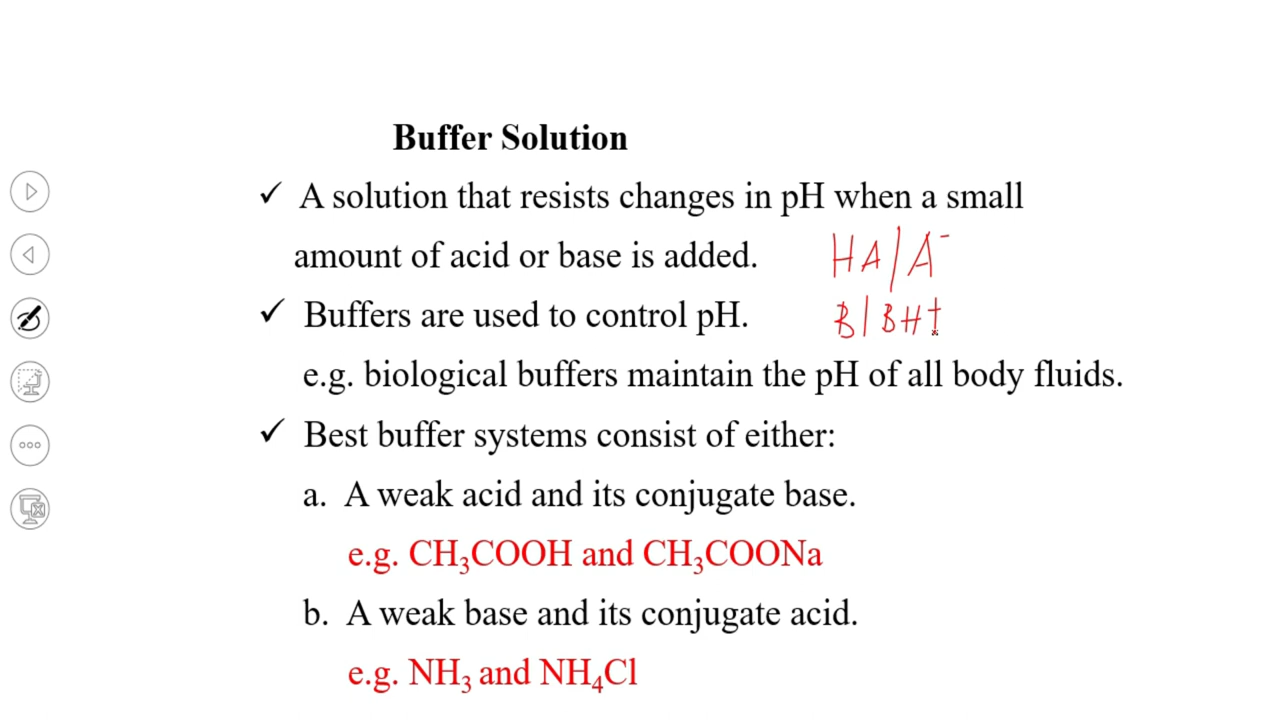 Buffer Solution
✓ A solution that resists changes in pH when a small
amount of acid or base is added.
HA/A⁻
✓ Buffers are used to control pH.
B/BH⁺
e.g. biological buffers maintain the pH of all body fluids.
✓ Best buffer systems consist of either:
a. A weak acid and its conjugate base.
e.g. CH₃COOH and CH₃COONa
b. A weak base and its conjugate acid.
e.g. NH₃ and NH₄Cl